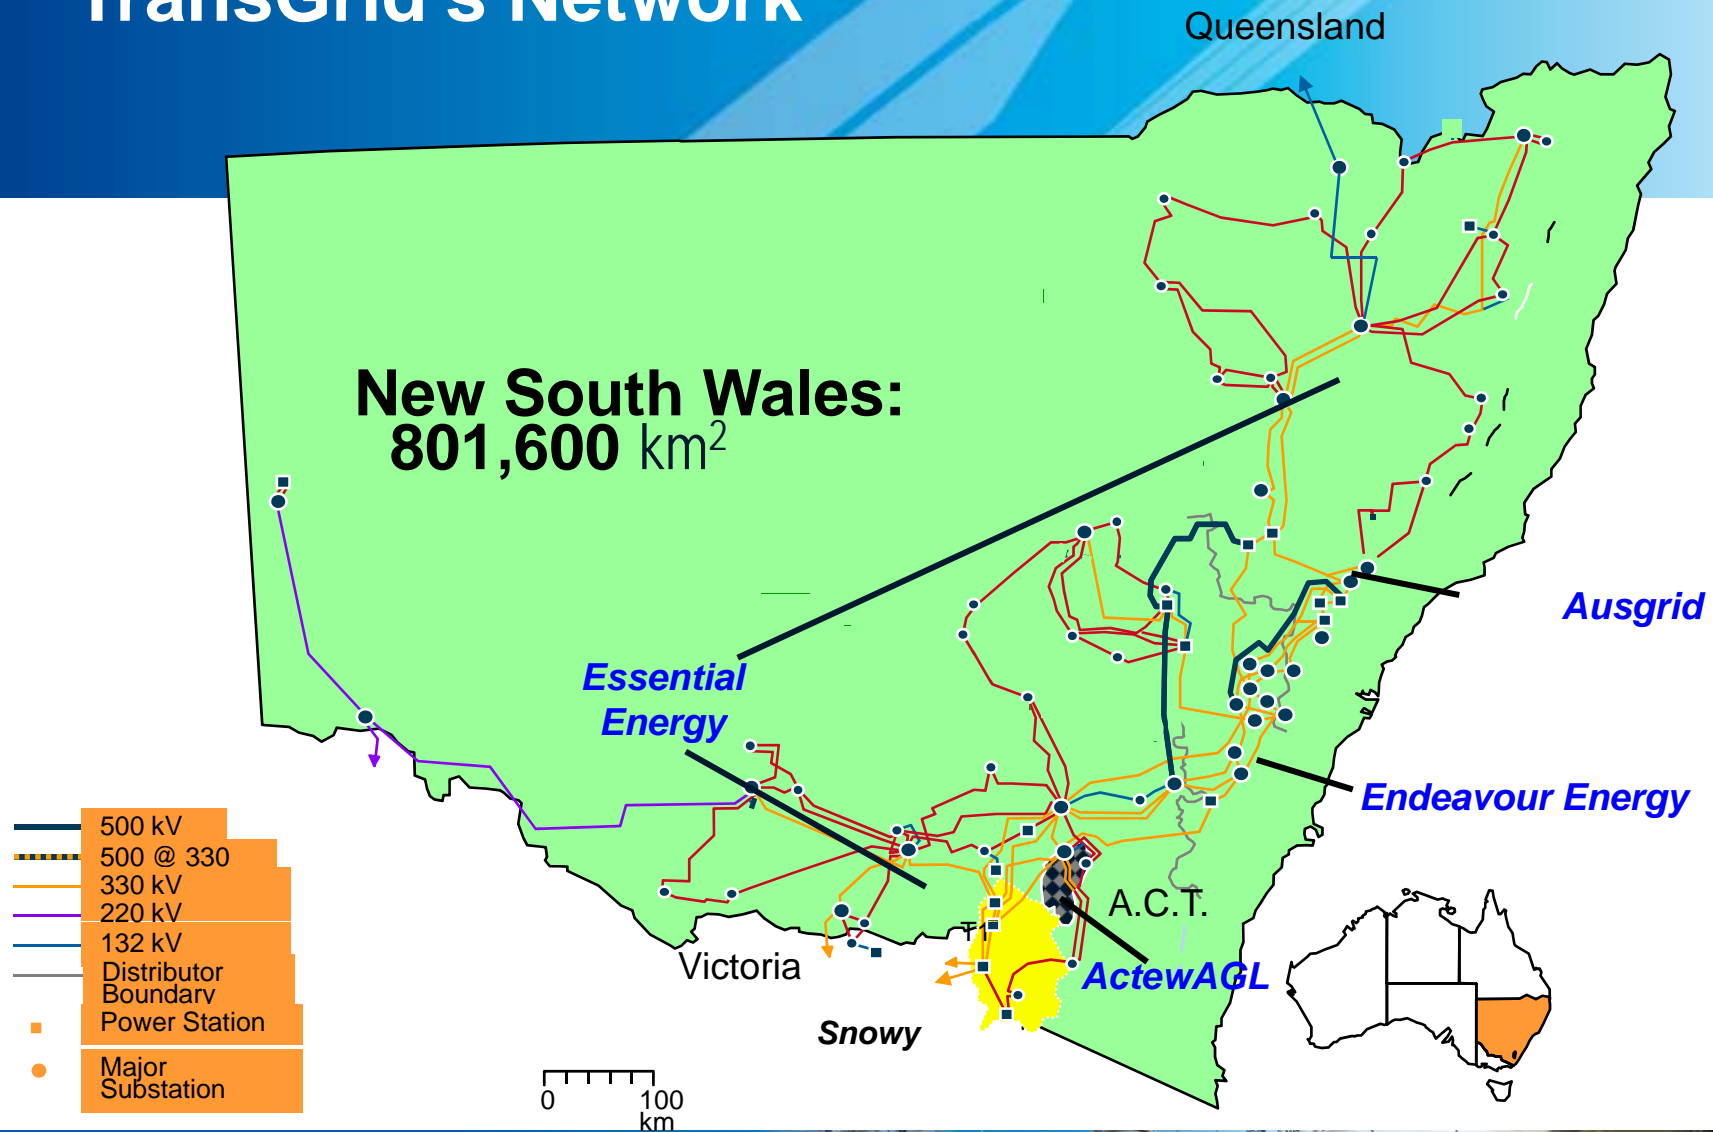 TransGrid's Network
Queensland
New South Wales:
801,600 km²
Ausgrid
Essential
Energy
Endeavour Energy
A.C.T.
Victoria
ActewAGL
Snowy
500 kV
500 @ 330
330 kV
220 kV
132 kV
Distributor
Boundary
Power Station
Major
Substation
0 100
km